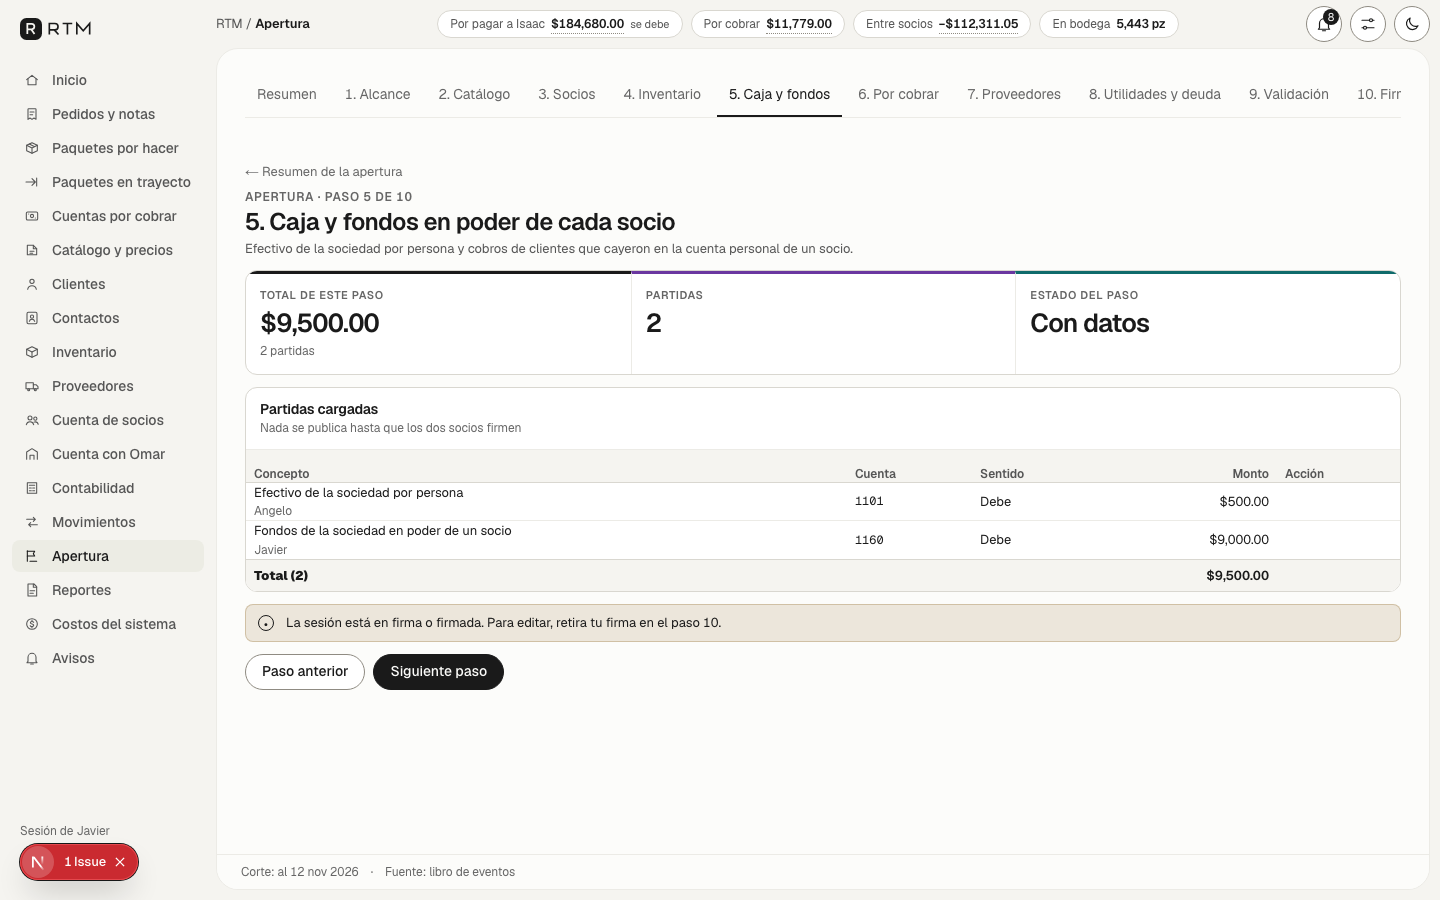 R RTM
RTM / Apertura
Por pagar a Isaac $184,680.00 se debe
Por cobrar $11,779.00
Entre socios −$112,311.05
En bodega 5,443 pz
8
Inicio
Pedidos y notas
Paquetes por hacer
Paquetes en trayecto
Cuentas por cobrar
Catálogo y precios
Clientes
Contactos
Inventario
Proveedores
Cuenta de socios
Cuenta con Omar
Contabilidad
Movimientos
Apertura
Reportes
Costos del sistema
Avisos
Sesión de Javier
N 1 Issue
Resumen 1. Alcance 2. Catálogo 3. Socios 4. Inventario 5. Caja y fondos 6. Por cobrar 7. Proveedores 8. Utilidades y deuda 9. Validación 10. Firr
← Resumen de la apertura
APERTURA · PASO 5 DE 10
5. Caja y fondos en poder de cada socio
Efectivo de la sociedad por persona y cobros de clientes que cayeron en la cuenta personal de un socio.
TOTAL DE ESTE PASO
$9,500.00
2 partidas
PARTIDAS
2
ESTADO DEL PASO
Con datos
Partidas cargadas
Nada se publica hasta que los dos socios firmen
Concepto Cuenta Sentido Monto Acción
Efectivo de la sociedad por persona 1101 Debe $500.00
Angelo
Fondos de la sociedad en poder de un socio 1160 Debe $9,000.00
Javier
Total (2) $9,500.00
La sesión está en firma o firmada. Para editar, retira tu firma en el paso 10.
Paso anterior Siguiente paso
Corte: al 12 nov 2026 · Fuente: libro de eventos